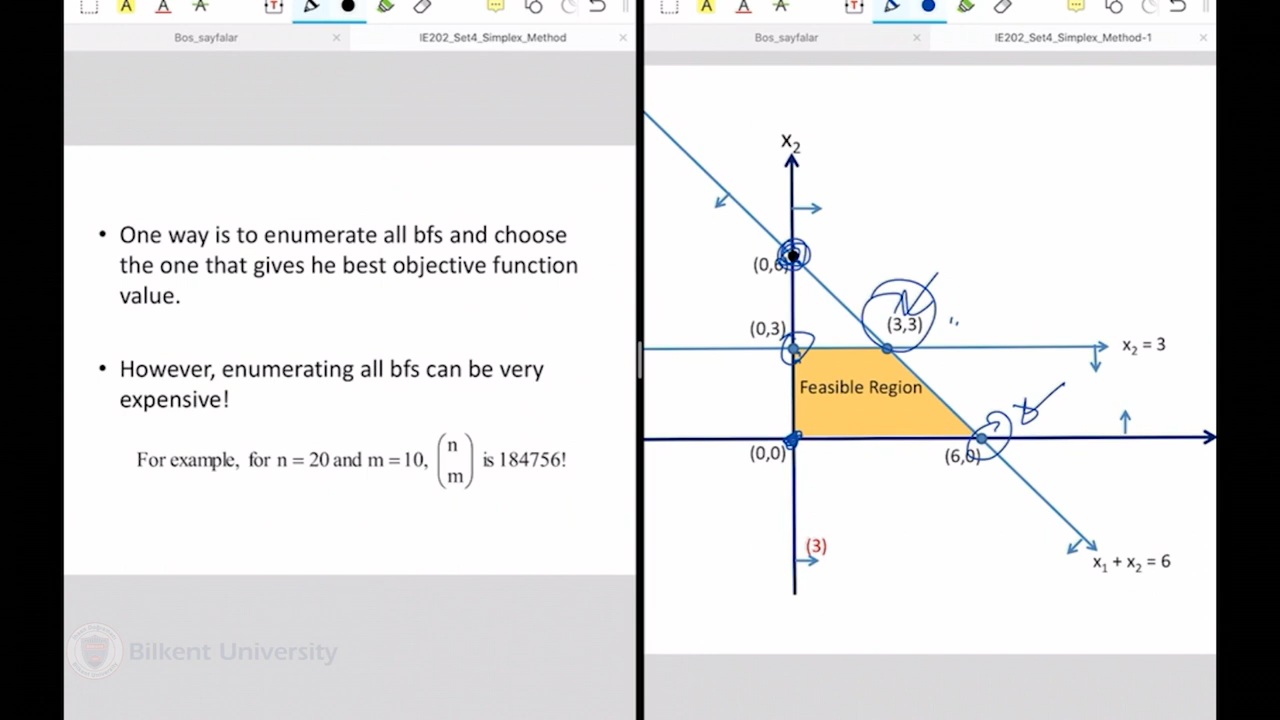 Bos_sayfalar
IE202_Set4_Simplex_Method
• One way is to enumerate all bfs and choose
the one that gives he best objective function
value.
• However, enumerating all bfs can be very
expensive!
For example, for n = 20 and m = 10, (n m) is 184756!
Bilkent University
Bos_sayfalar
IE202_Set4_Simplex_Method-1
x₂
(0,6)
(0,3)
(3,3)
x₂ = 3
Feasible Region
(0,0)
(6,0)
(3)
x₁ + x₂ = 6